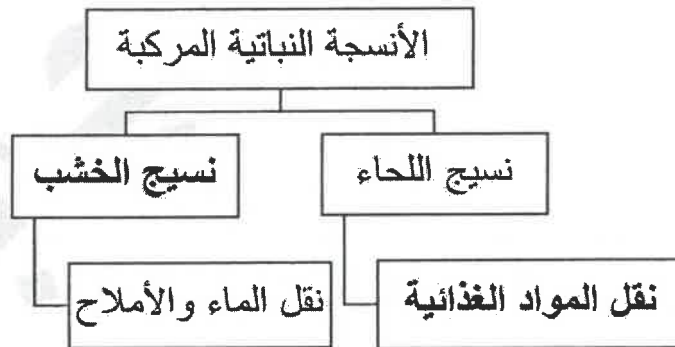 الأنسجة النباتية المركبة
نسيج اللحاء
نسيج الخشب
نقل المواد الغذائية
نقل الماء والأملاح